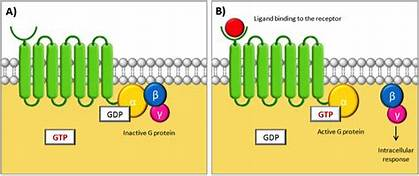 A)
α
β
γ
GDP
Inactive G protein
GTP
B)
Ligand binding to the receptor
α
β
γ
GTP
Active G protein
GDP
Intracellular
response